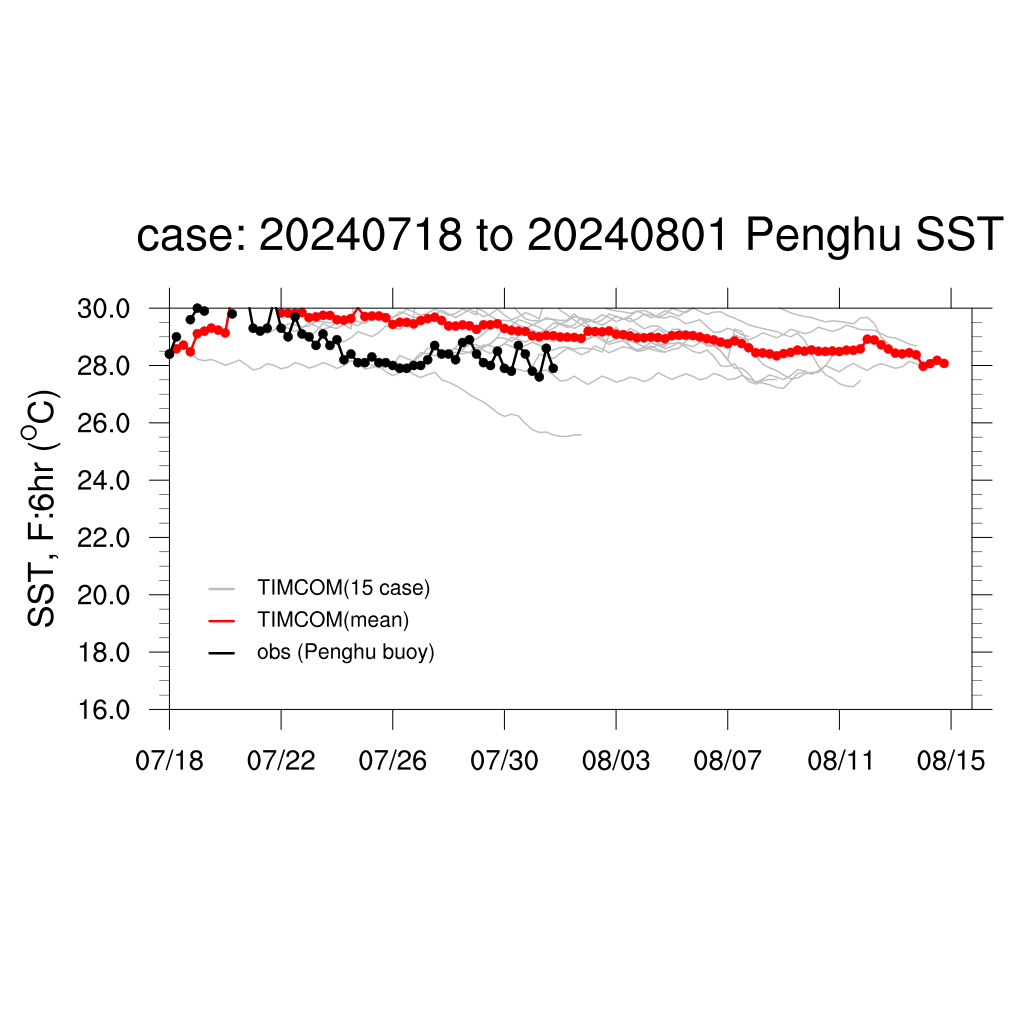 case: 20240718 to 20240801 Penghu SST
SST, F:6hr (°C)
30.0
28.0
26.0
24.0
22.0
20.0
18.0
16.0
TIMCOM(15 case)
TIMCOM(mean)
obs (Penghu buoy)
07/18 07/22 07/26 07/30 08/03 08/07 08/11 08/15